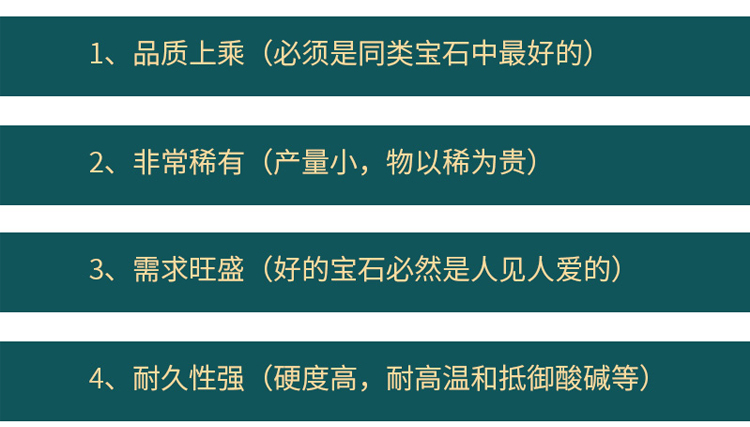 1、品质上乘（必须是同类宝石中最好的）
2、非常稀有（产量小，物以稀为贵）
3、需求旺盛（好的宝石必然是人见人爱的）
4、耐久性强（硬度高，耐高温和抵御酸碱等）